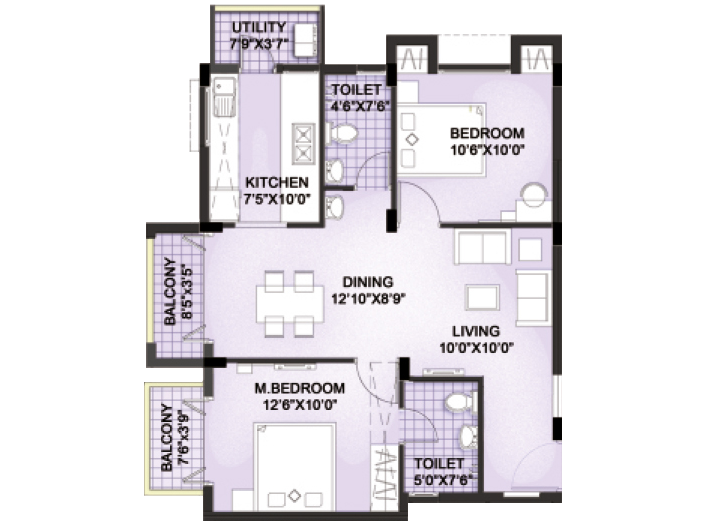 UTILITY
7'9"X3'7"
TOILET
4'6"X7'6"
BEDROOM
10'6"X10'0"
KITCHEN
7'5"X10'0"
BALCONY
8'5"x3'5"
DINING
12'10"X8'9"
LIVING
10'0"X10'0"
M.BEDROOM
12'6"X10'0"
BALCONY
7'6"x3'9"
TOILET
5'0"X7'6"